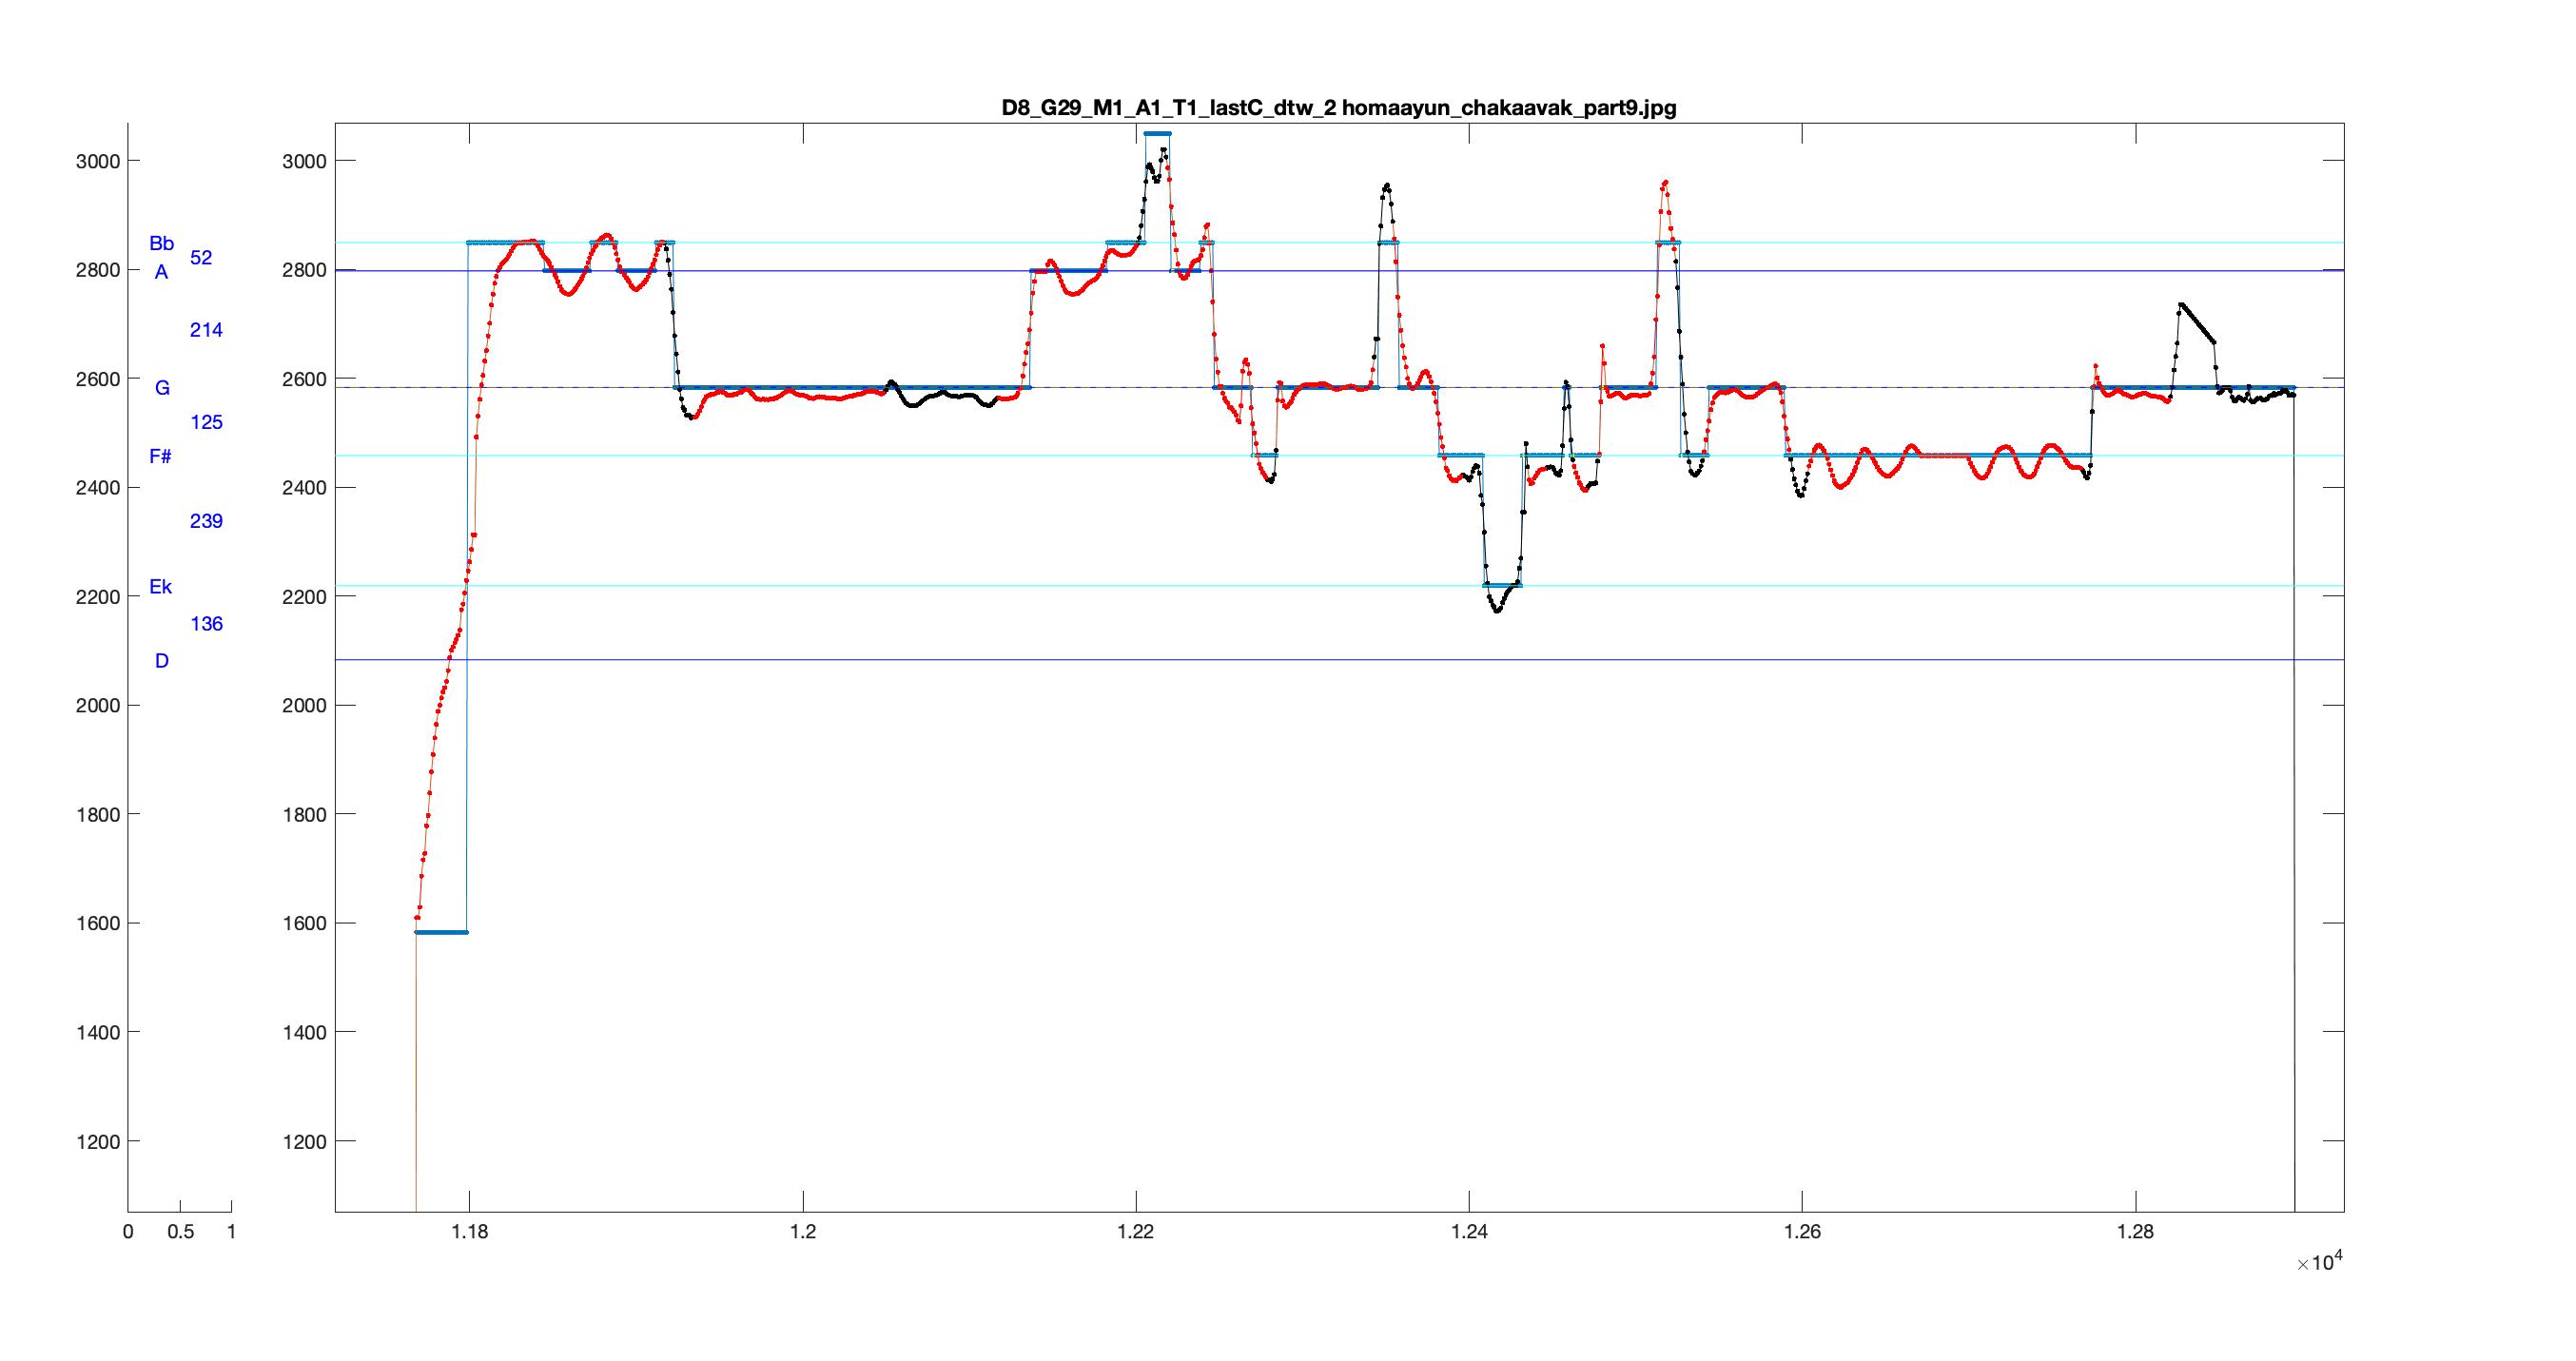 D8_G29_M1_A1_T1_lastC_dtw_2 homaayun_chakaavak_part9.jpg
3000 3000
Bb
52
2800 A 2800
214
2600 G 2600
125
F#
2400 2400
239
Ek
2200 2200
136
D
2000 2000
1800 1800
1600 1600
1400 1400
1200 1200
0 0.5 1 1.18 1.2 1.22 1.24 1.26 1.28
×10^4